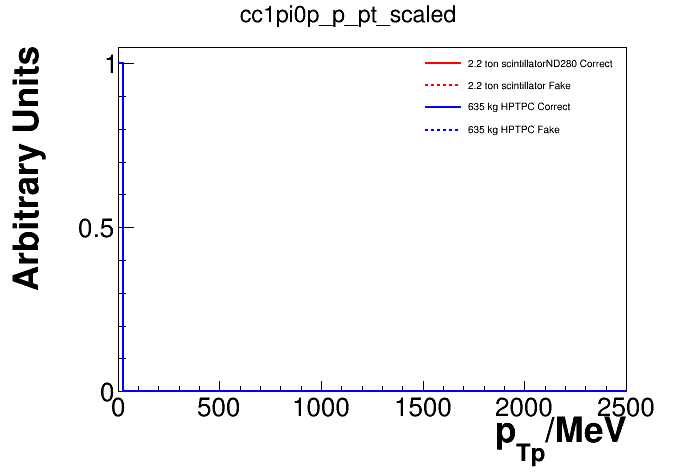 cc1pi0p_p_pt_scaled
Arbitrary Units
1
0.5
0
2.2 ton scintillatorND280 Correct
2.2 ton scintillator Fake
635 kg HPTPC Correct
635 kg HPTPC Fake
0 500 1000 1500 2000 2500
pTp/MeV